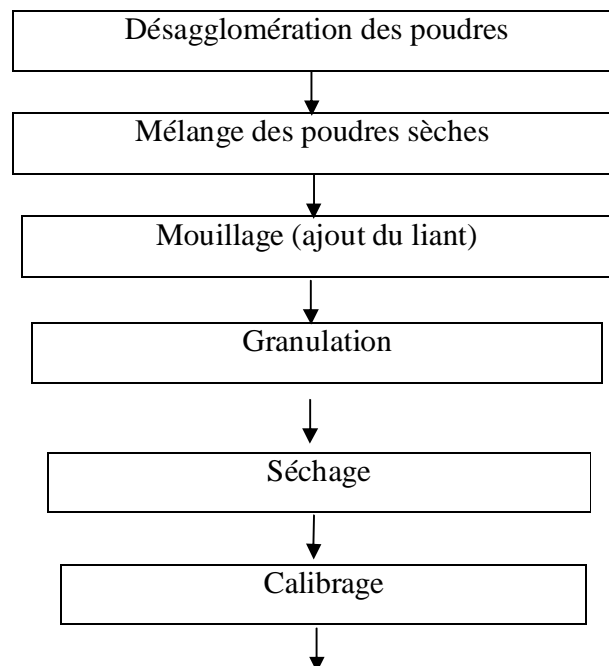 Désagglomération des poudres
Mélange des poudres sèches
Mouillage (ajout du liant)
Granulation
Séchage
Calibrage